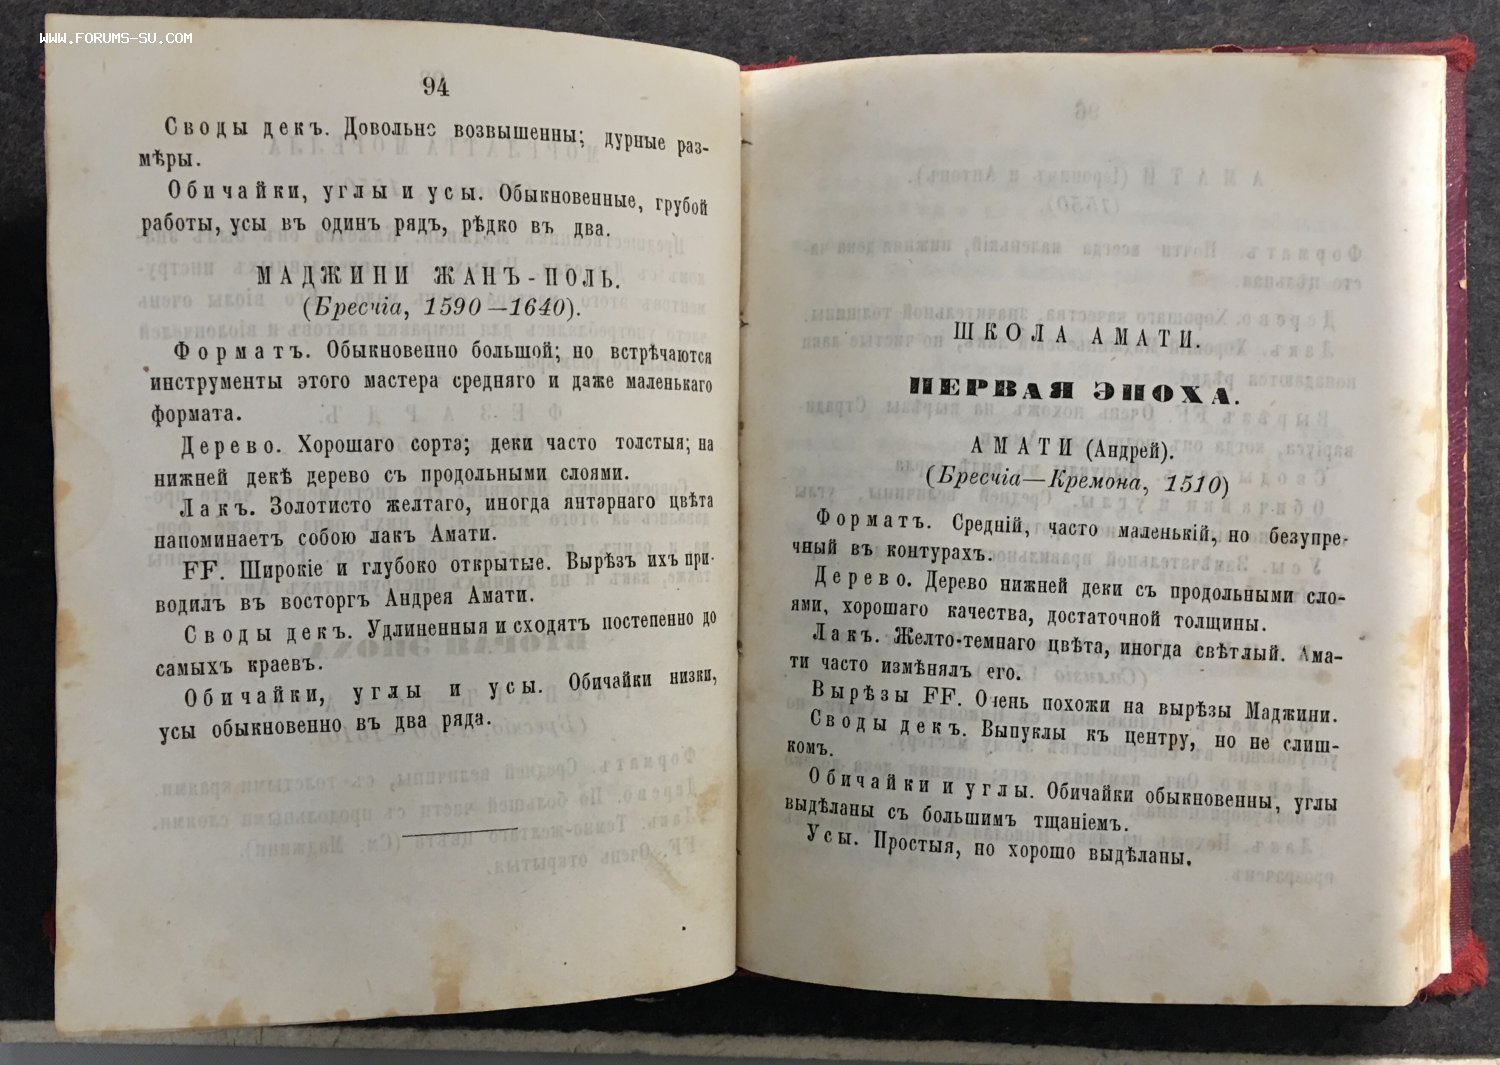 WWW.FORUMS-SU.COM
94
Своды декъ. Довольно возвышенны; дурные раз-
мѣры.
Обичайки, углы и усы. Обыкновенные, грубой
работы, усы въ одинъ рядъ, рѣдко въ два.
МАДЖИНИ ЖАНЪ-ПОЛЬ.
(Бресчіа, 1590—1640).
Форматъ. Обыкновенно большой; но встрѣчаются
инструменты этого мастера средняго и даже маленькаго
формата.
Дерево. Хорошаго сорта; деки часто толстыя; на
нижней декѣ дерево съ продольными слоями.
Лакъ. Золотисто желтаго, иногда янтарнаго цвѣта
напоминаетъ собою лакъ Амати.
FF. Широкіе и глубоко открытые. Вырѣзъ ихъ при-
водилъ въ восторгъ Андрея Амати.
Своды декъ. Удлиненныя и сходятъ постепенно до
самыхъ краевъ.
Обичайки, углы и усы. Обичайки низки,
усы обыкновенно въ два ряда.
ШКОЛА АМАТИ.
ПЕРВАЯ ЭПОХА.
АМАТИ (Андрей).
(Бресчіа—Кремона, 1510)
Форматъ. Средній, часто маленькій, но безупре-
чный въ контурахъ.
Дерево. Дерево нижней деки съ продольными сло-
ями, хорошаго качества, достаточной толщины.
Лакъ. Желто-темнаго цвѣта, иногда свѣтлый. Ама-
ти часто измѣнялъ его.
Вырѣзы FF. Очень похожи на вырѣзы Маджини.
Своды декъ. Выпуклы къ центру, но не слиш-
комъ.
Обичайки и углы. Обичайки обыкновенны, углы
выдѣланы съ большимъ тщаніемъ.
Усы. Простыя, но хорошо выдѣланы.